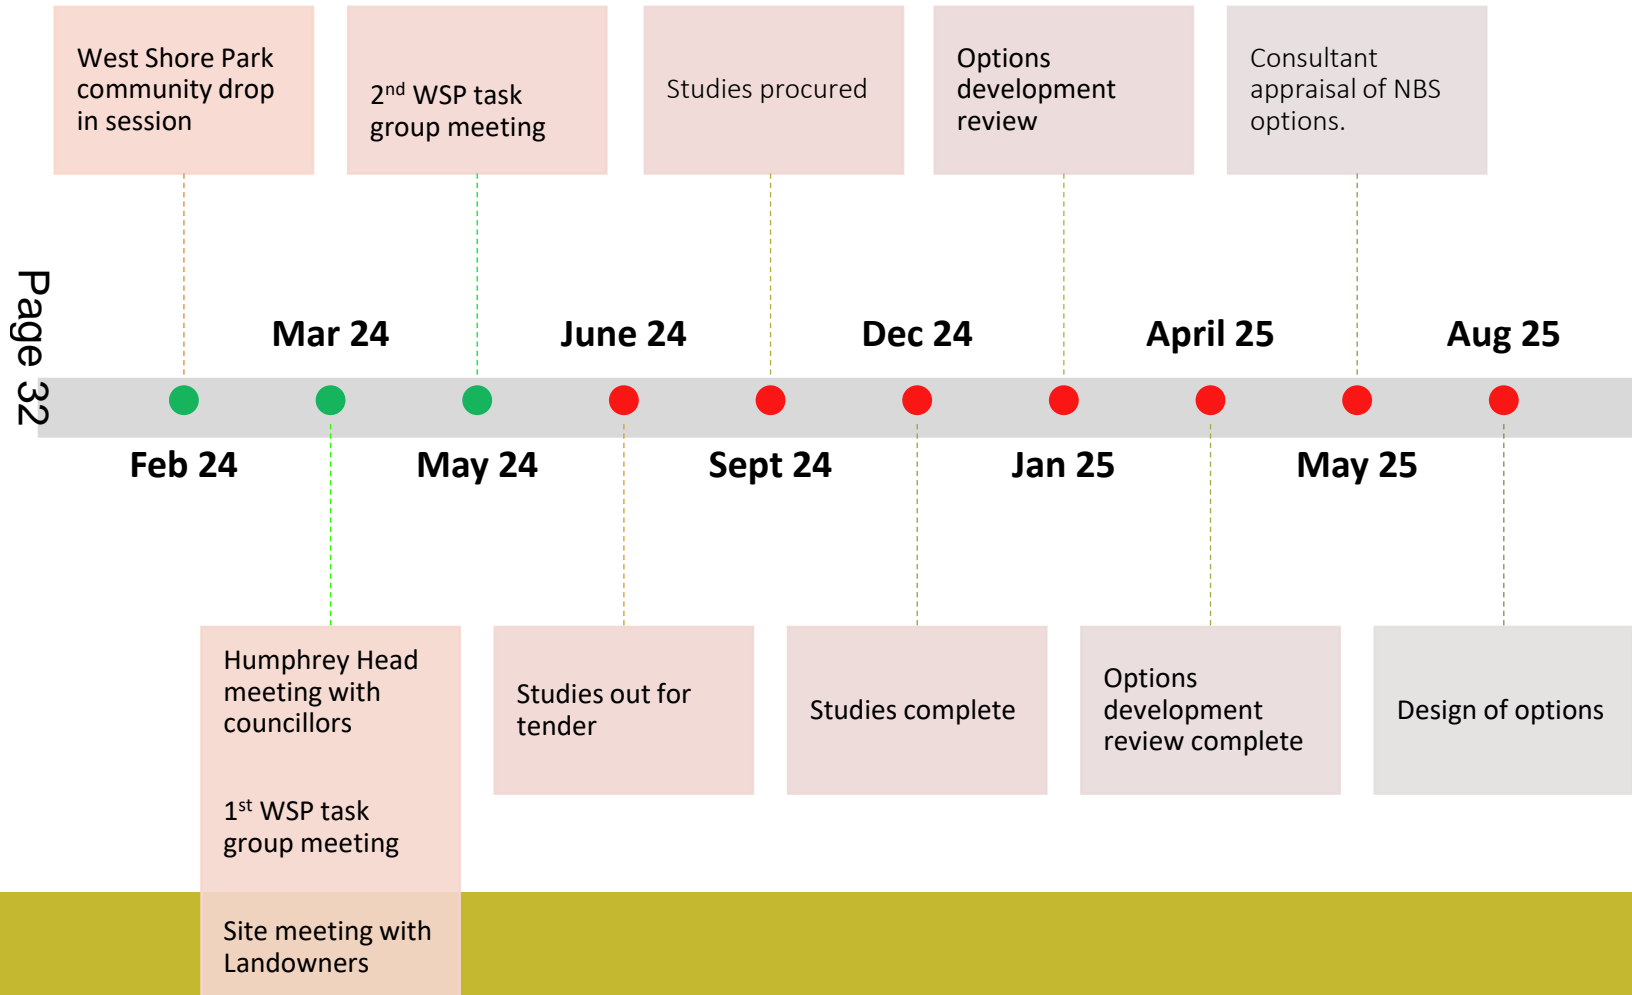 West Shore Park
community drop
in session
2nd WSP task
group meeting
Studies procured
Options
development
review
Consultant
appraisal of NBS
options.
Page 32
Mar 24
June 24
Dec 24
April 25
Aug 25
Feb 24
May 24
Sept 24
Jan 25
May 25
Humphrey Head
meeting with
councillors
1st WSP task
group meeting
Site meeting with
Landowners
Studies out for
tender
Studies complete
Options
development
review complete
Design of options